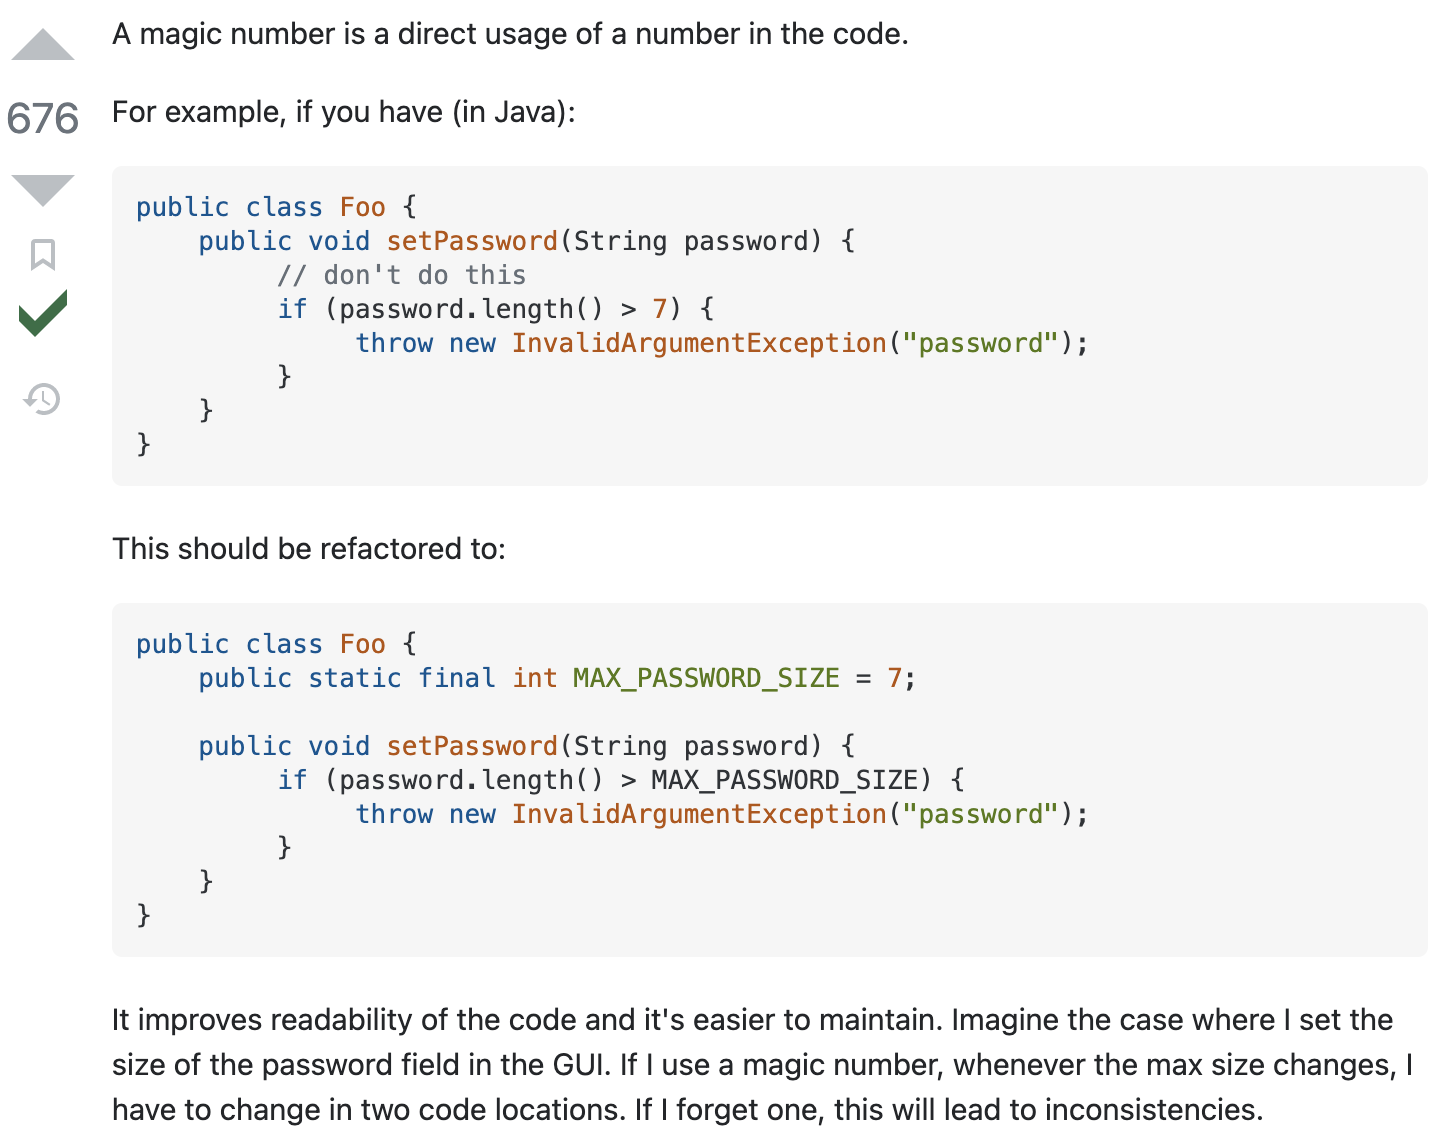 A magic number is a direct usage of a number in the code.
676
For example, if you have (in Java):
public class Foo {
    public void setPassword(String password) {
         // don't do this
         if (password.length() > 7) {
              throw new InvalidArgumentException("password");
         }
    }
}
This should be refactored to:
public class Foo {
    public static final int MAX_PASSWORD_SIZE = 7;
    public void setPassword(String password) {
         if (password.length() > MAX_PASSWORD_SIZE) {
              throw new InvalidArgumentException("password");
         }
    }
}
It improves readability of the code and it's easier to maintain. Imagine the case where I set the
size of the password field in the GUI. If I use a magic number, whenever the max size changes, I
have to change in two code locations. If I forget one, this will lead to inconsistencies.